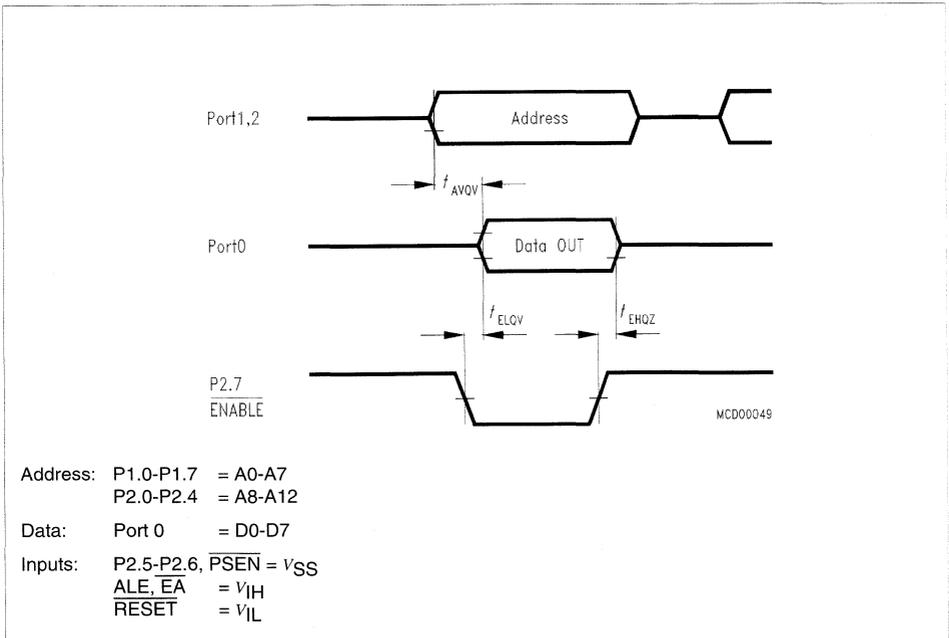 Port1,2
Address
tAVQV
Port0
Data OUT
tELQV
tEHQZ
P2.7
ENABLE
MCD00049
Address: P1.0-P1.7 = A0-A7
P2.0-P2.4 = A8-A12
Data: Port 0 = D0-D7
Inputs: P2.5-P2.6, PSEN = VSS
ALE, EA = VIH
RESET = VIL